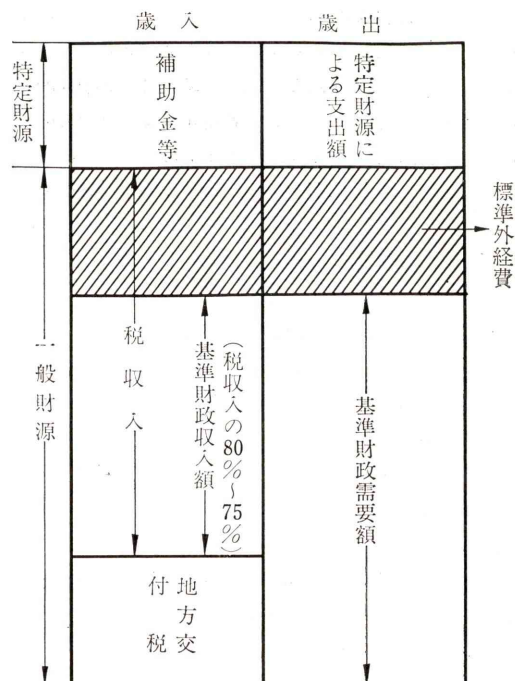 歳入
歳出
特定財源
補助金等
特定財源に
よる支出額
標準外経費
一般財源
税収入
基準財政収入額
(税収入の80%～75%)
基準財政需要額
地方交
付税